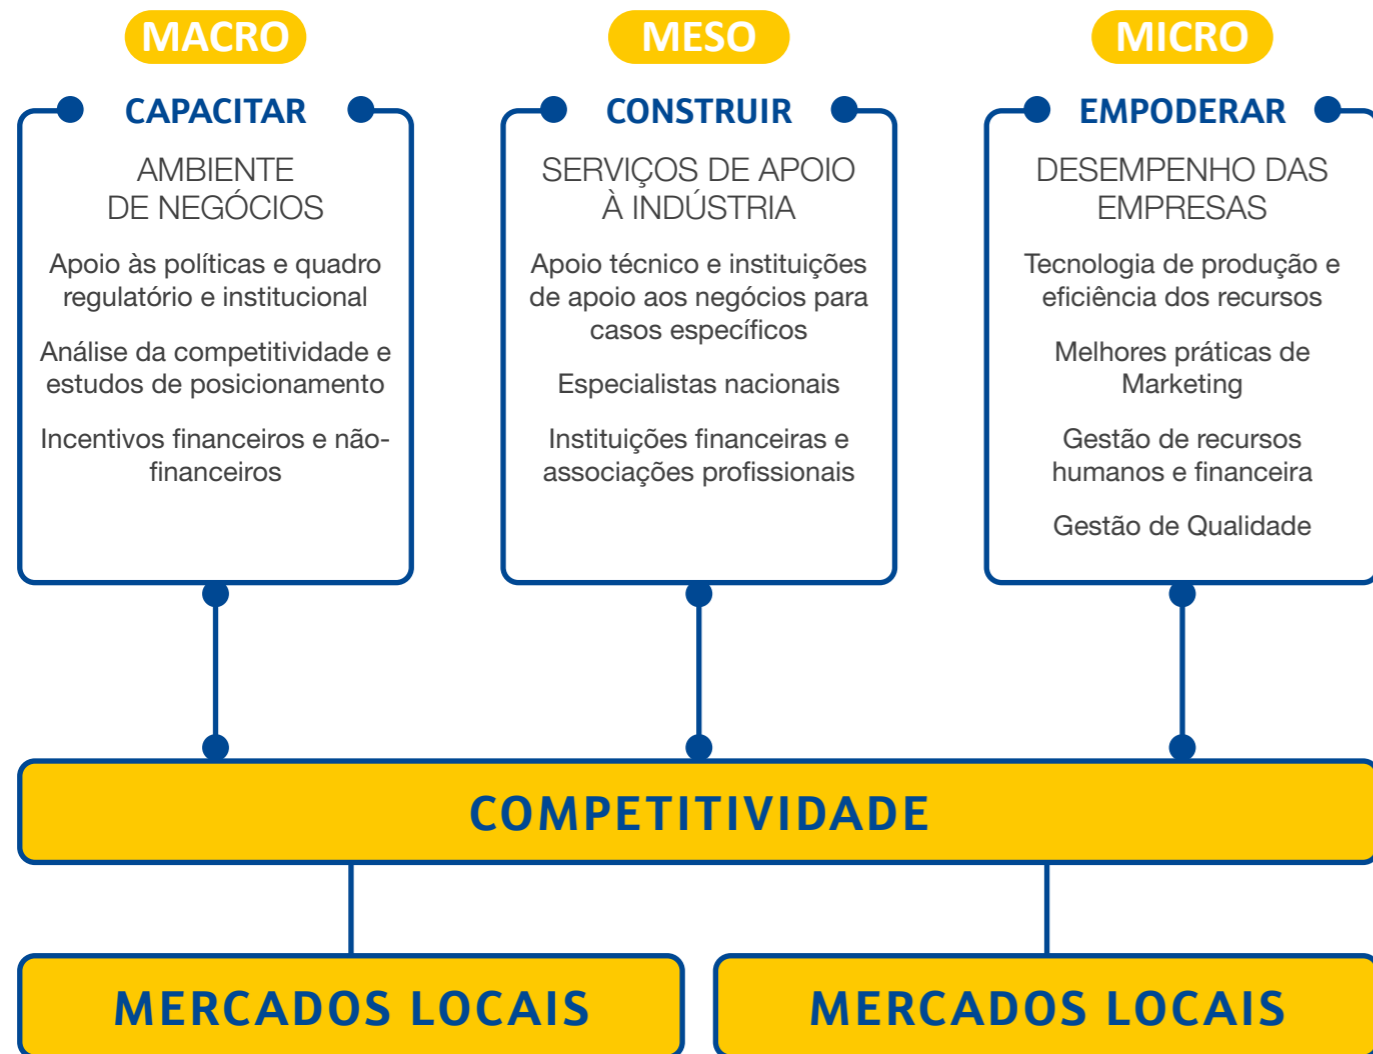 MACRO
CAPACITAR
AMBIENTE
DE NEGÓCIOS
Apoio às políticas e quadro
regulatório e institucional
Análise da competitividade e
estudos de posicionamento
Incentivos financeiros e não-
financeiros
MESO
CONSTRUIR
SERVIÇOS DE APOIO
À INDÚSTRIA
Apoio técnico e instituições
de apoio aos negócios para
casos específicos
Especialistas nacionais
Instituições financeiras e
associações profissionais
MICRO
EMPODERAR
DESEMPENHO DAS
EMPRESAS
Tecnologia de produção e
eficiência dos recursos
Melhores práticas de
Marketing
Gestão de recursos
humanos e financeira
Gestão de Qualidade
COMPETITIVIDADE
MERCADOS LOCAIS
MERCADOS LOCAIS